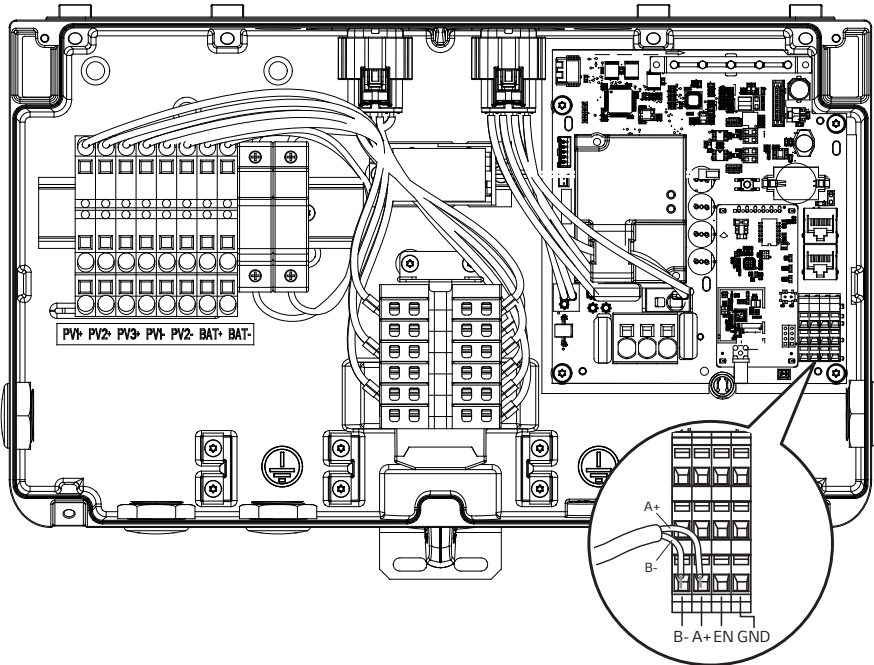 PV1+ PV2+ PV3+ PV1- PV2- BAT+ BAT-
A+
B-
B- A+ EN GND